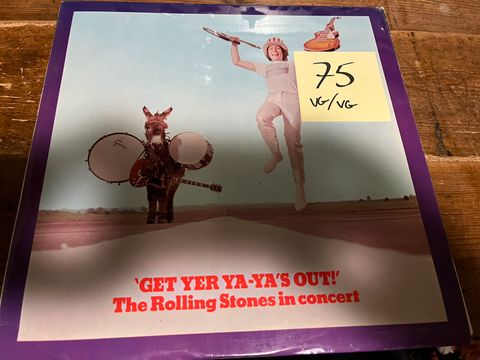 75
VG/VG
'GET YER YA-YA'S OUT!'
The Rolling Stones in concert